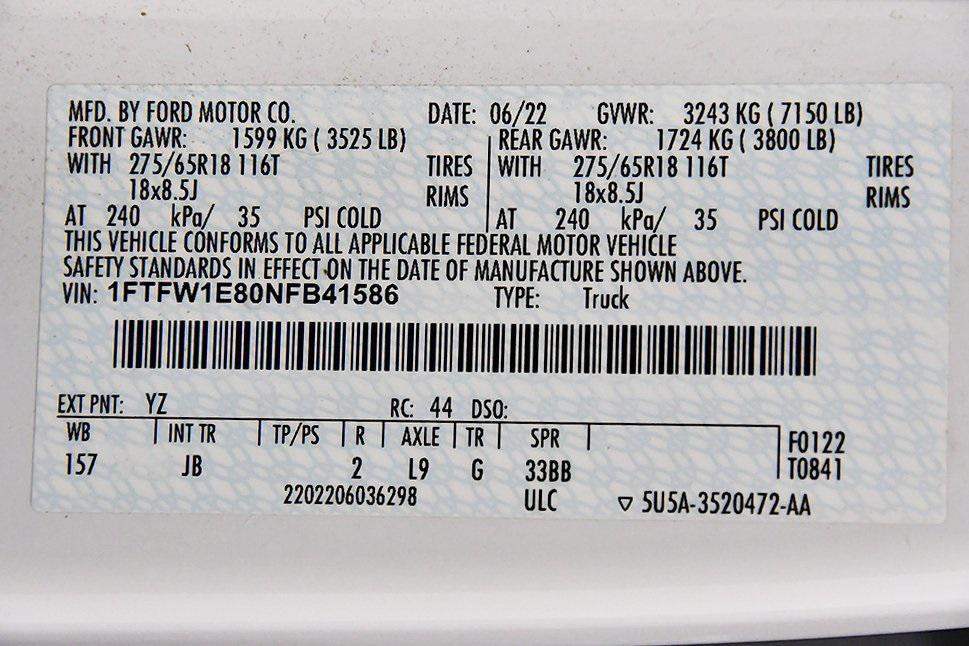 MFD. BY FORD MOTOR CO. DATE: 06/22 GVWR: 3243 KG ( 7150 LB)
FRONT GAWR: 1599 KG ( 3525 LB) REAR GAWR: 1724 KG ( 3800 LB)
WITH 275/65R18 116T TIRES WITH 275/65R18 116T TIRES
18x8.5J RIMS 18x8.5J RIMS
AT 240 kPa/ 35 PSI COLD AT 240 kPa/ 35 PSI COLD
THIS VEHICLE CONFORMS TO ALL APPLICABLE FEDERAL MOTOR VEHICLE
SAFETY STANDARDS IN EFFECT ON THE DATE OF MANUFACTURE SHOWN ABOVE.
VIN: 1FTFW1E80NFB41586 TYPE: Truck
EXT PNT: YZ RC: 44 DSO:
WB INT TR TP/PS R AXLE TR SPR F0122
157 JB 2 L9 G 33BB T0841
2202206036298 ULC ▽ 5U5A-3520472-AA